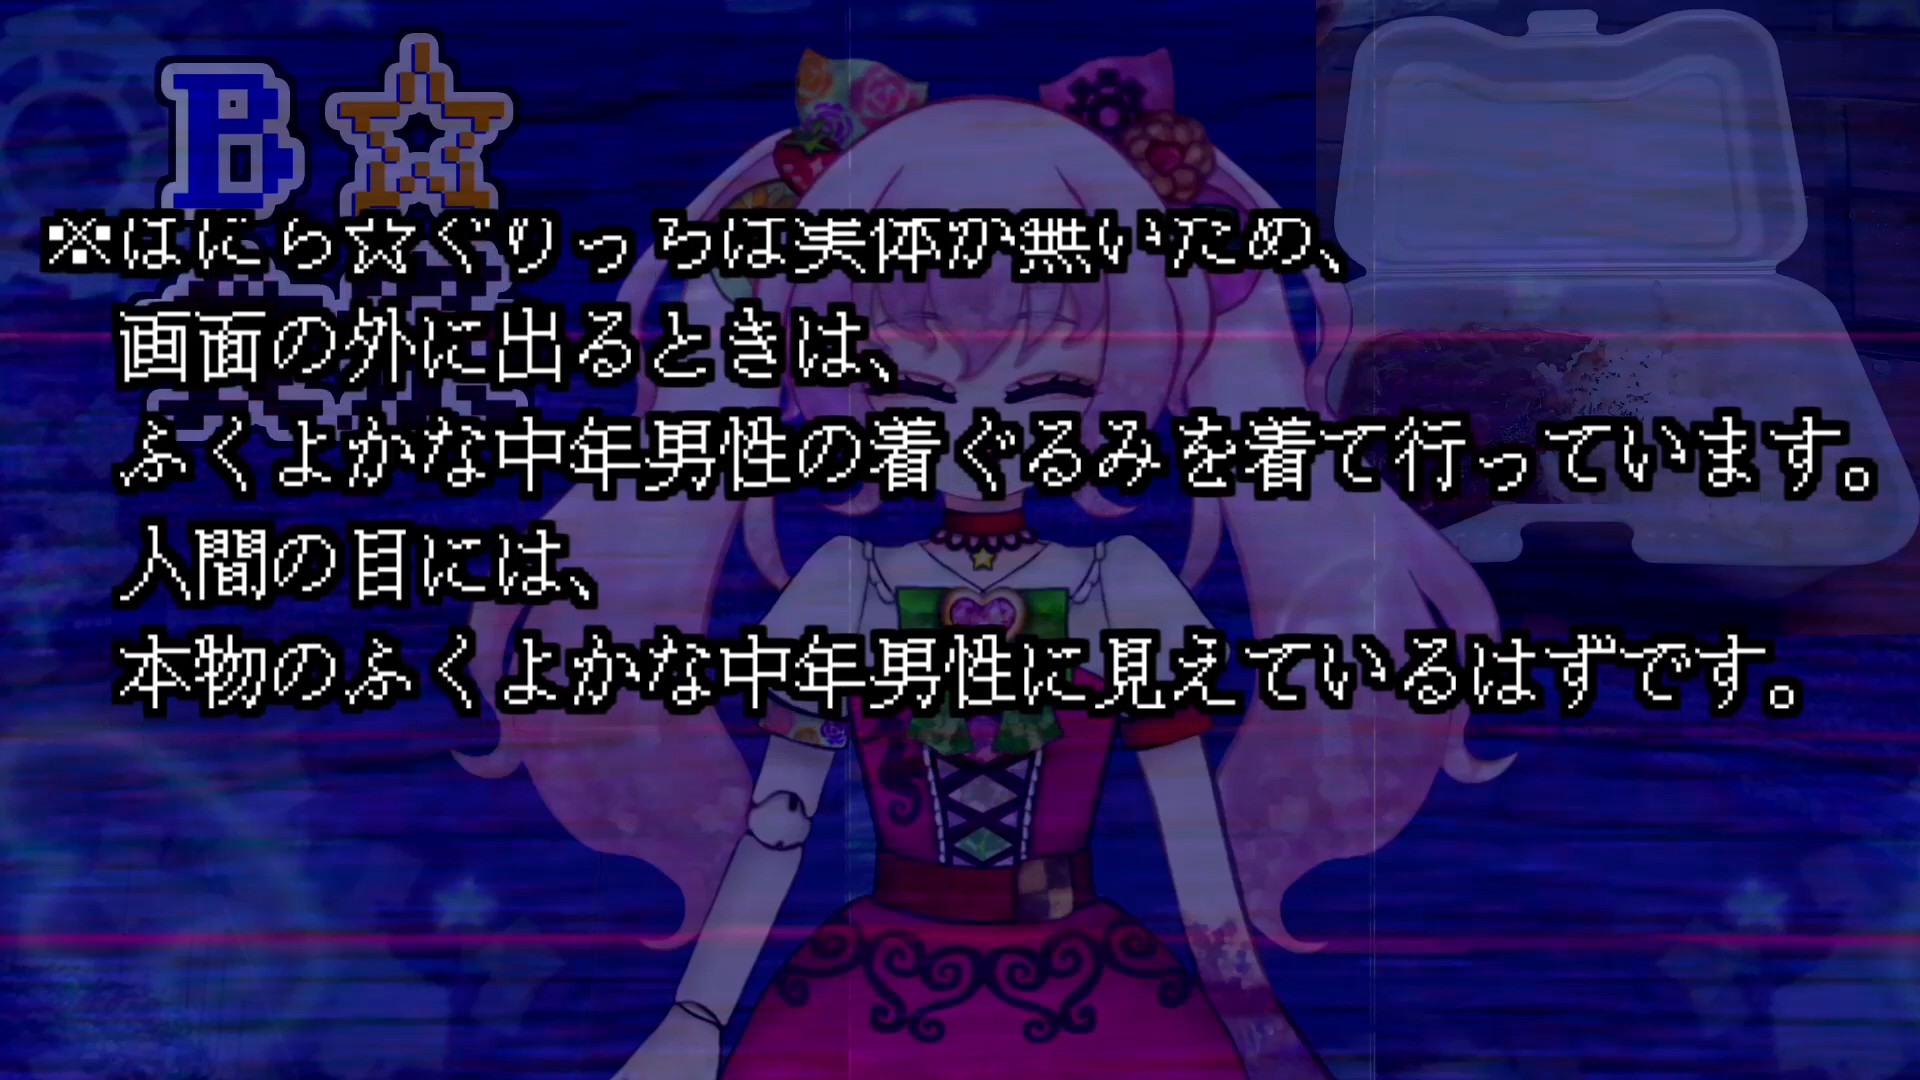 B☆
※ばにら☆ぐりっちは実体が無いため、
画面の外に出るときは、
ふくよかな中年男性の着ぐるみを着て行っています。
人間の目には、
本物のふくよかな中年男性に見えているはずです。